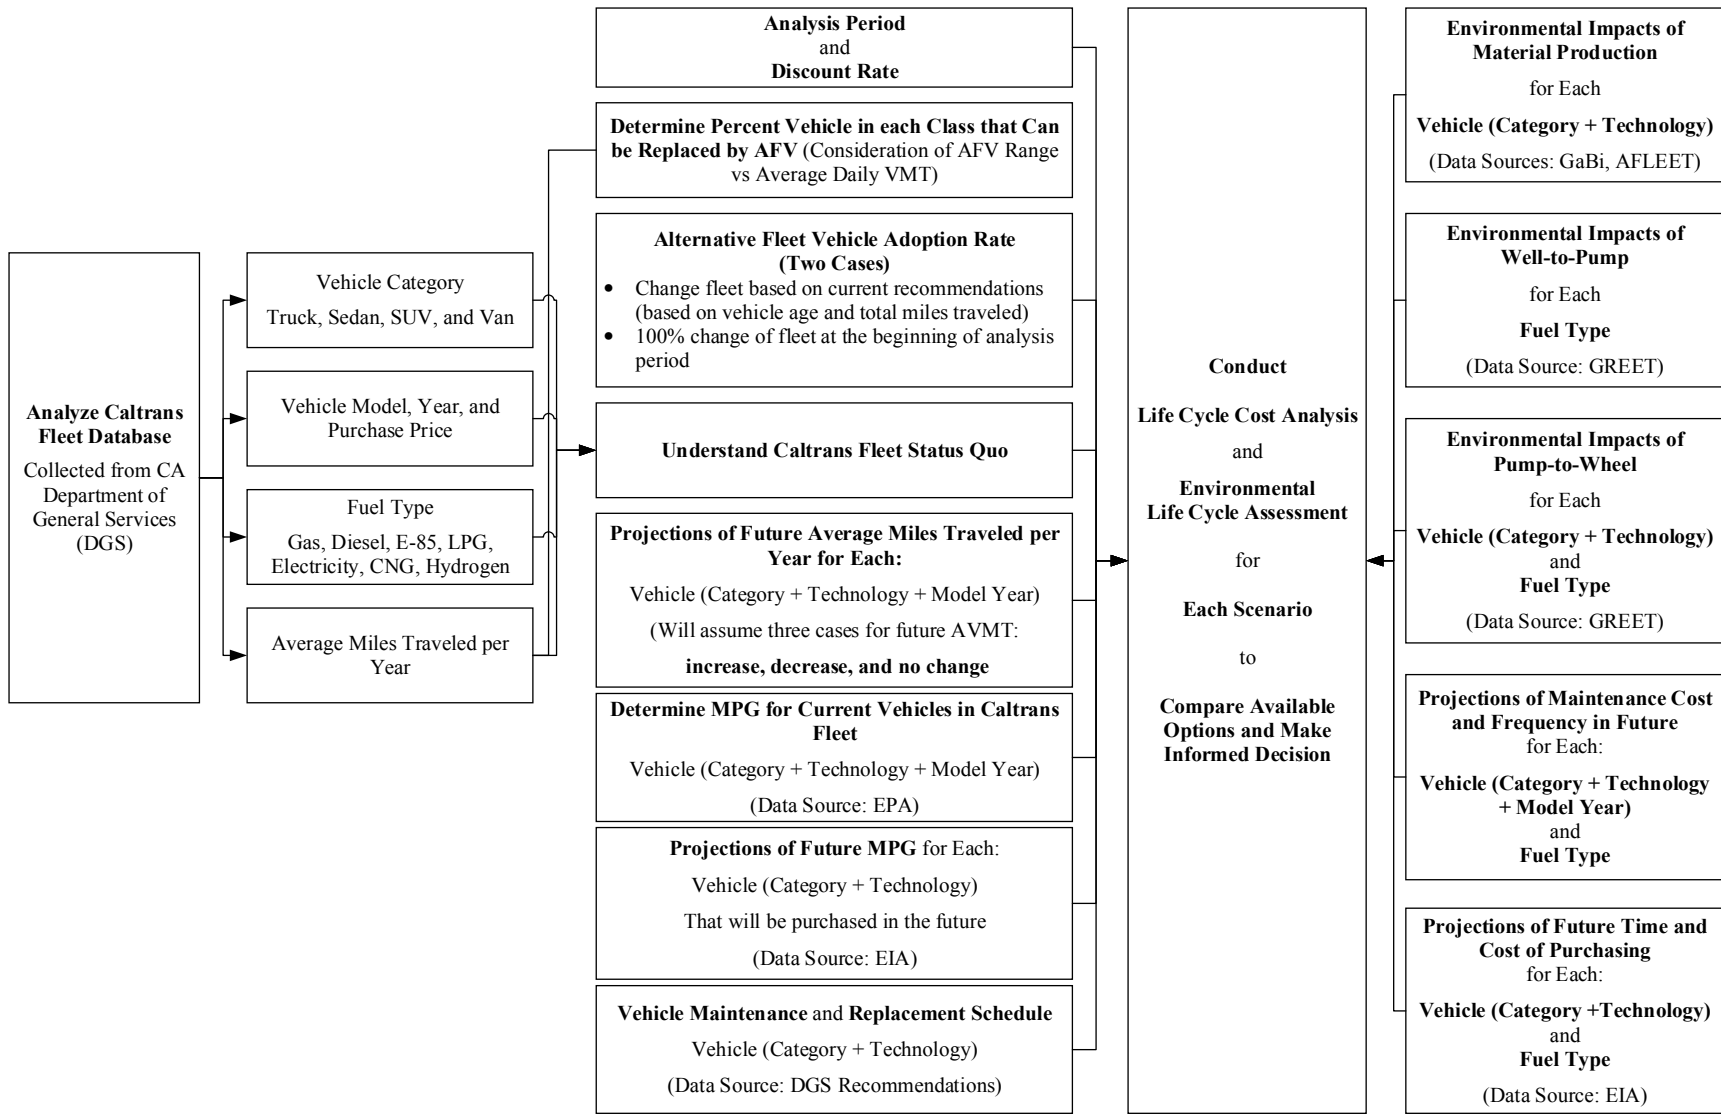 Analyze Caltrans
Fleet Database
Collected from CA
Department of
General Services
(DGS)
Vehicle Category
Truck, Sedan, SUV, and Van
Vehicle Model, Year, and
Purchase Price
Fuel Type
Gas, Diesel, E-85, LPG,
Electricity, CNG, Hydrogen
Average Miles Traveled per
Year
Analysis Period
and
Discount Rate
Determine Percent Vehicle in each Class that Can
be Replaced by AFV (Consideration of AFV Range
vs Average Daily VMT)
Alternative Fleet Vehicle Adoption Rate
(Two Cases)
• Change fleet based on current recommendations
(based on vehicle age and total miles traveled)
• 100% change of fleet at the beginning of analysis
period
Understand Caltrans Fleet Status Quo
Projections of Future Average Miles Traveled per
Year for Each:
Vehicle (Category + Technology + Model Year)
(Will assume three cases for future AVMT:
increase, decrease, and no change
Determine MPG for Current Vehicles in Caltrans
Fleet
Vehicle (Category + Technology + Model Year)
(Data Source: EPA)
Projections of Future MPG for Each:
Vehicle (Category + Technology)
That will be purchased in the future
(Data Source: EIA)
Vehicle Maintenance and Replacement Schedule
Vehicle (Category + Technology)
(Data Source: DGS Recommendations)
Conduct
Life Cycle Cost Analysis
and
Environmental
Life Cycle Assessment
for
Each Scenario
to
Compare Available
Options and Make
Informed Decision
Environmental Impacts of
Material Production
for Each
Vehicle (Category + Technology)
(Data Sources: GaBi, AFLEET)
Environmental Impacts of
Well-to-Pump
for Each
Fuel Type
(Data Source: GREET)
Environmental Impacts of
Pump-to-Wheel
for Each
Vehicle (Category + Technology)
and
Fuel Type
(Data Source: GREET)
Projections of Maintenance Cost
and Frequency in Future
for Each:
Vehicle (Category + Technology
+ Model Year)
and
Fuel Type
Projections of Future Time and
Cost of Purchasing
for Each:
Vehicle (Category +Technology)
and
Fuel Type
(Data Source: EIA)